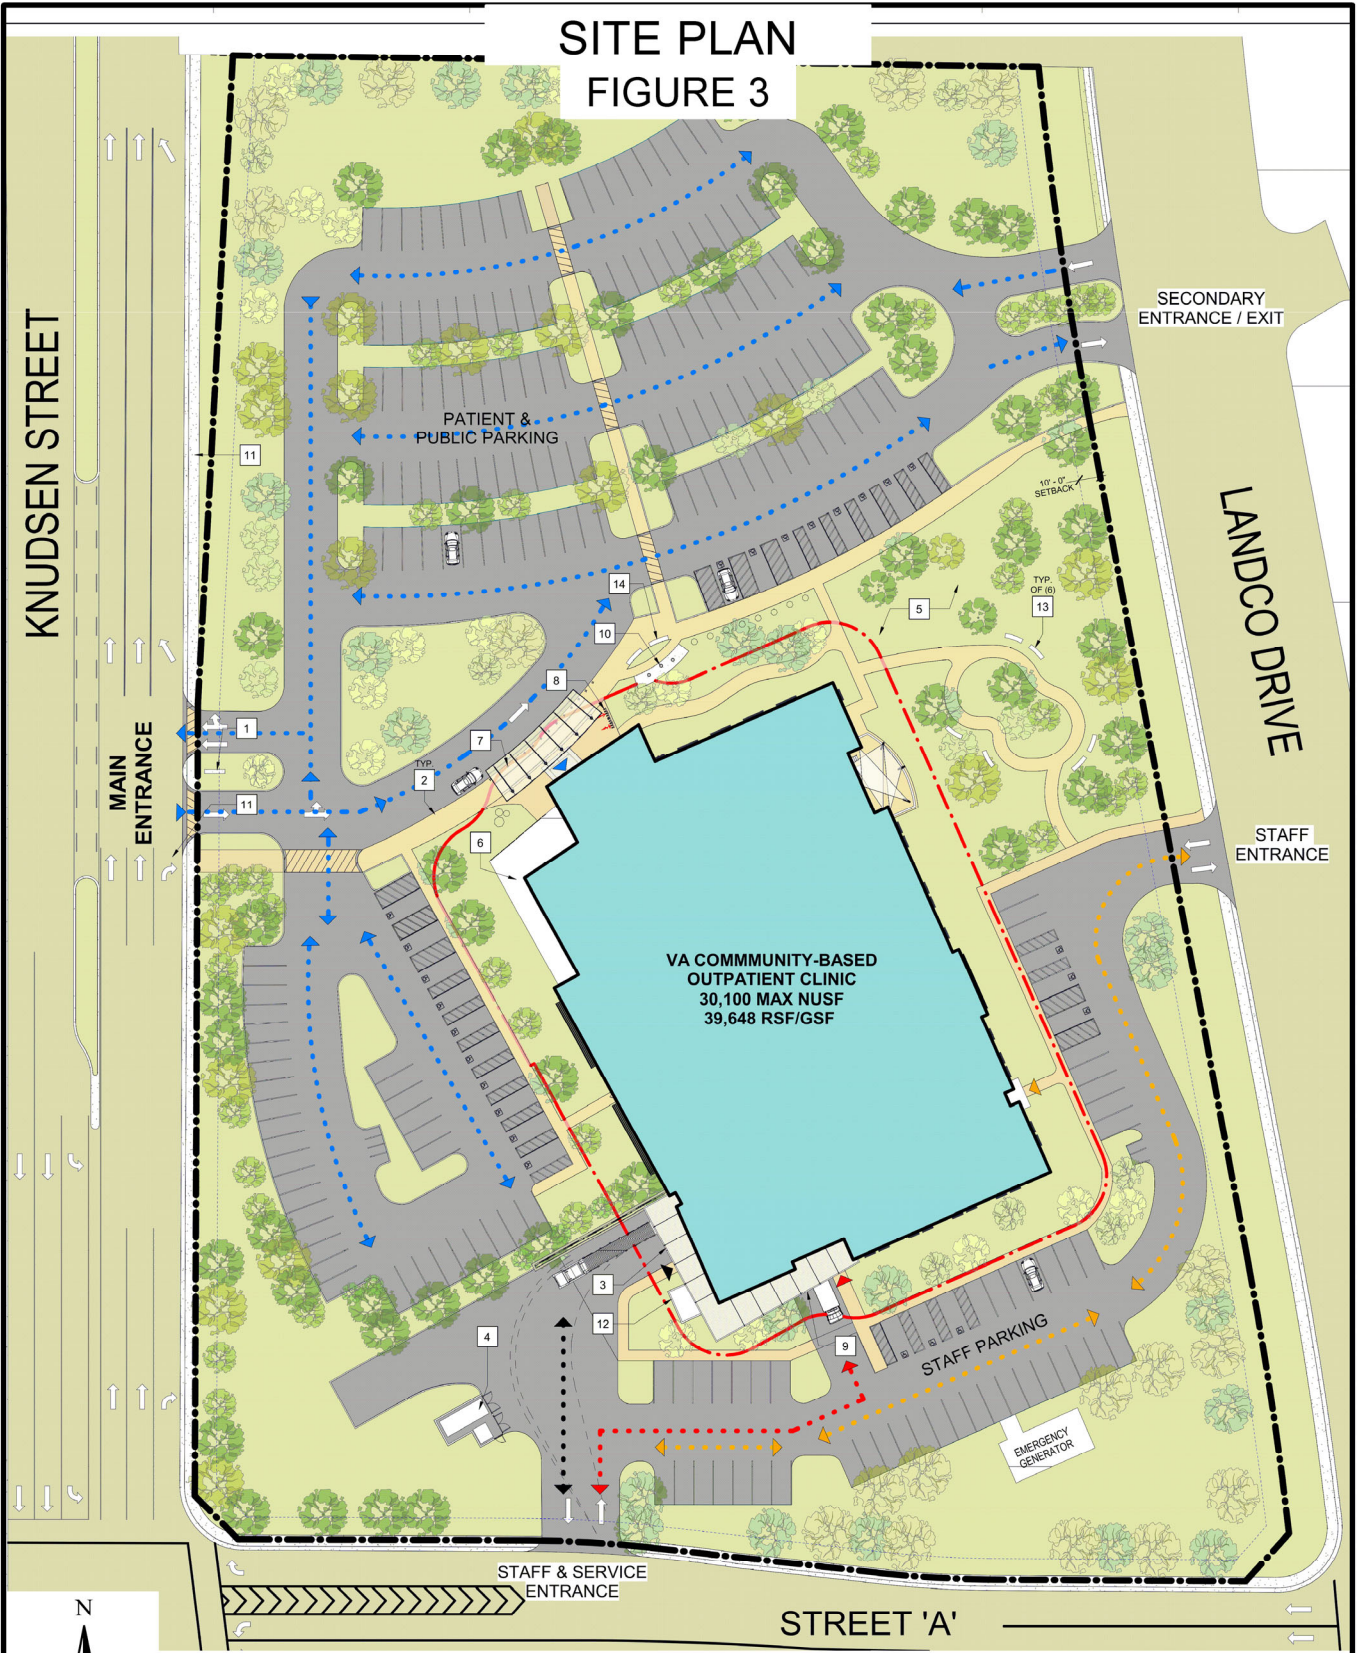 SITE PLAN
FIGURE 3
KNUDSEN STREET
SECONDARY
ENTRANCE / EXIT
PATIENT &
PUBLIC PARKING
11
10' - 0"
SETBACK
LANDCO DRIVE
14
TYP.
OF (6)
13
5
10
8
1
7
MAIN
ENTRANCE
TYP.
2
11
6
STAFF
ENTRANCE
VA COMMMUNITY-BASED
OUTPATIENT CLINIC
30,100 MAX NUSF
39,648 RSF/GSF
3
12
4
9
STAFF PARKING
EMERGENCY
GENERATOR
STAFF & SERVICE
ENTRANCE
N
STREET 'A'